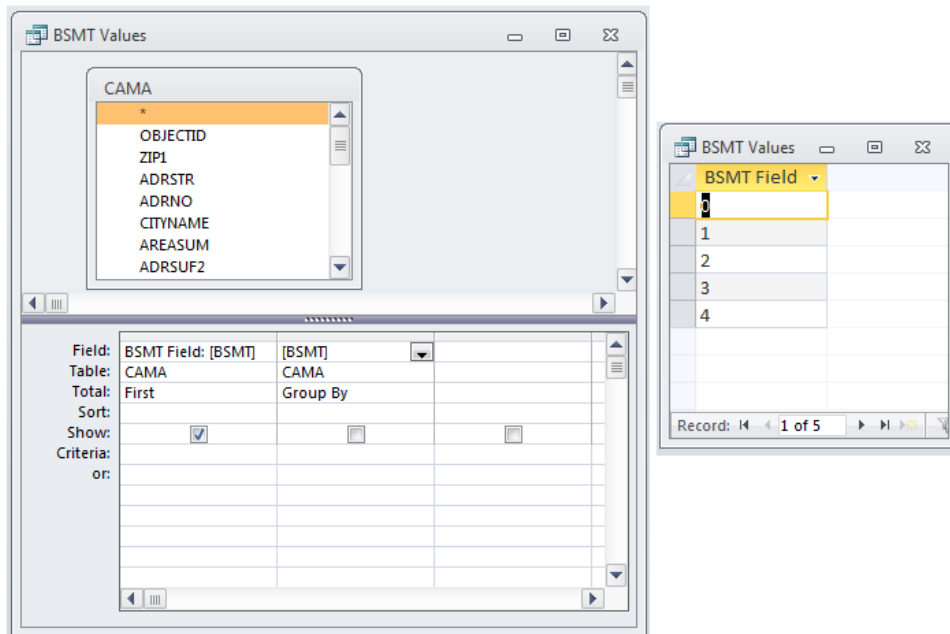 BSMT Values
CAMA
*
OBJECTID
ZIP1
ADRSTR
ADRNO
CITYNAME
AREASUM
ADRSUF2
Field: BSMT Field: [BSMT] [BSMT]
Table: CAMA CAMA
Total: First Group By
Sort:
Show:
Criteria:
or:
BSMT Values
BSMT Field
0
1
2
3
4
Record: 1 of 5